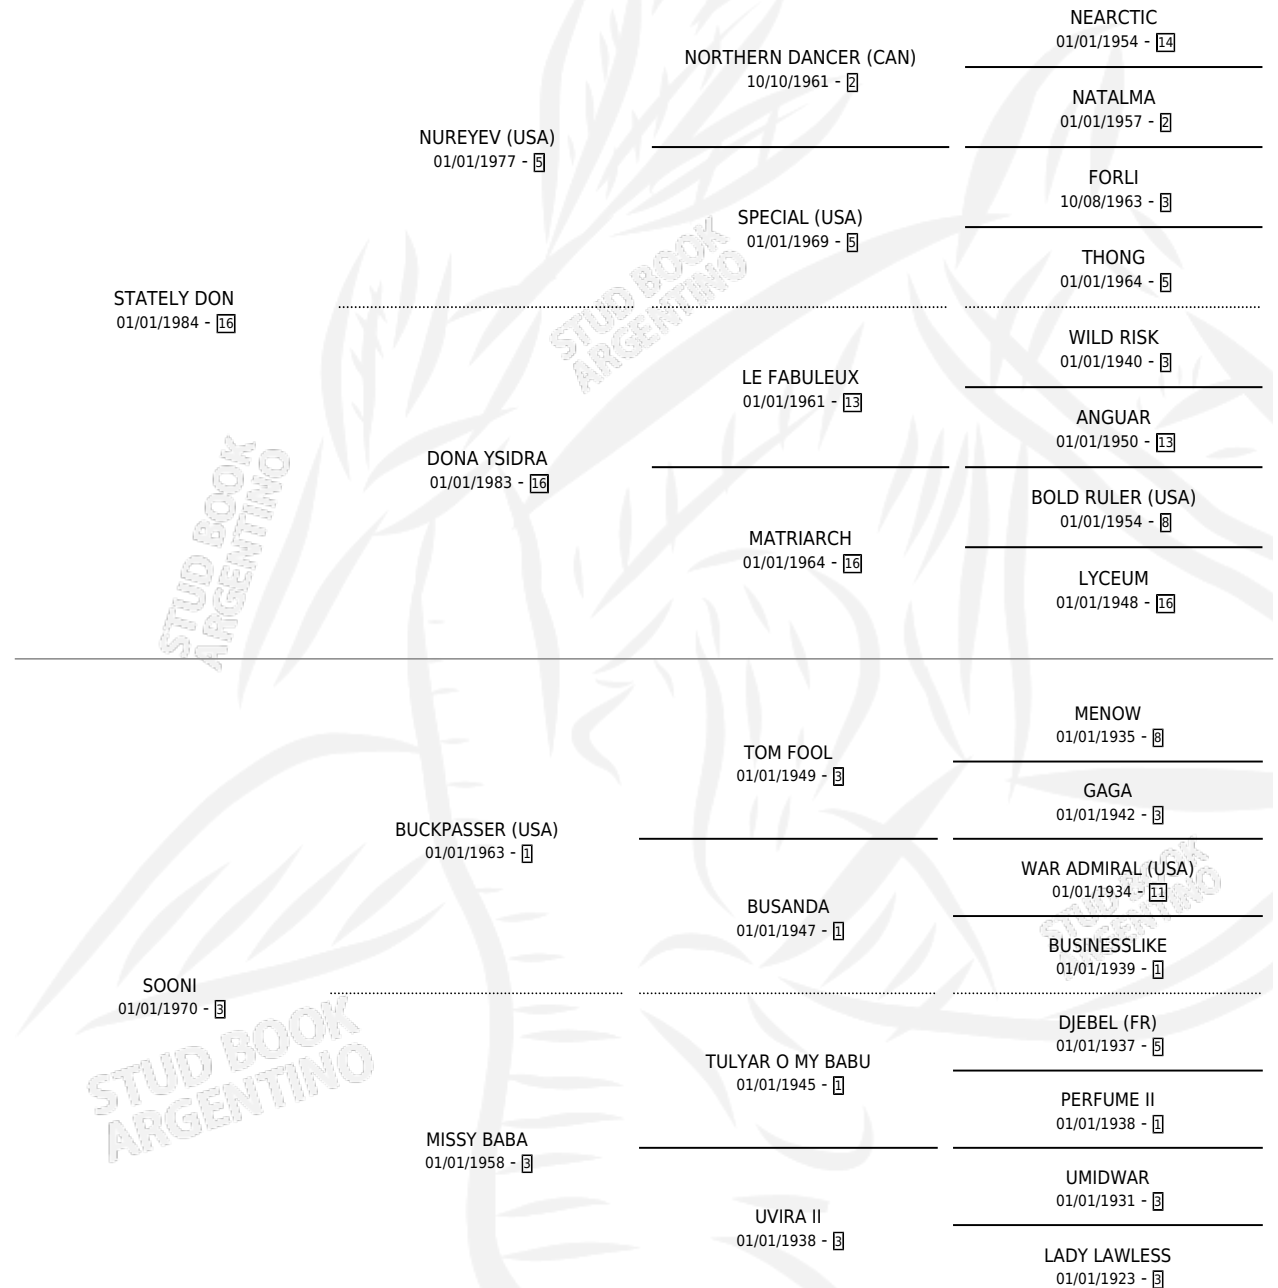 NEARCTIC
01/01/1954 - 14
NORTHERN DANCER (CAN)
10/10/1961 - 2
NATALMA
01/01/1957 - 2
NUREYEV (USA)
01/01/1977 - 5
FORLI
10/08/1963 - 3
SPECIAL (USA)
01/01/1969 - 5
THONG
01/01/1964 - 5
STATELY DON
01/01/1984 - 16
STUD BOOK
ARGENTINO
WILD RISK
01/01/1940 - 3
LE FABULEUX
01/01/1961 - 13
ANGUAR
01/01/1950 - 13
DONA YSIDRA
01/01/1983 - 16
BOLD RULER (USA)
01/01/1954 - 8
MATRIARCH
01/01/1964 - 16
LYCEUM
01/01/1948 - 16
STUD BOOK
ARGENTINO
MENOW
01/01/1935 - 8
TOM FOOL
01/01/1949 - 3
GAGA
01/01/1942 - 3
BUCKPASSER (USA)
01/01/1963 - 1
WAR ADMIRAL (USA)
01/01/1934 - 11
STUD BOOK
ARGENTINO
BUSANDA
01/01/1947 - 1
BUSINESSLIKE
01/01/1939 - 1
SOONI
01/01/1970 - 3
STUD BOOK
ARGENTINO
DJEBEL (FR)
01/01/1937 - 5
TULYAR O MY BABU
01/01/1945 - 1
PERFUME II
01/01/1938 - 1
MISSY BABA
01/01/1958 - 3
UMIDWAR
01/01/1931 - 3
UVIRA II
01/01/1938 - 3
LADY LAWLESS
01/01/1923 - 3